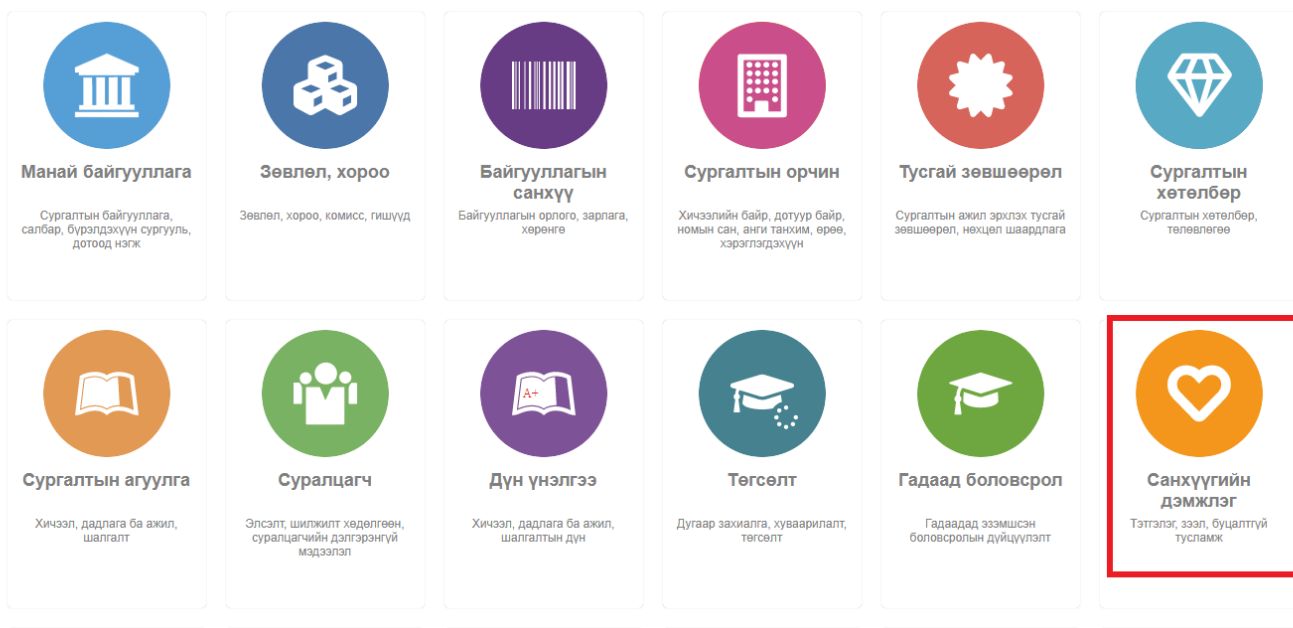 Манай байгууллага
Сургалтын байгууллага,
салбар, бүрэлдэхүүн сургууль,
дотоод нэгж
Зөвлөл, хороо
Зөвлөл, хороо, комисс, гишүүд
Байгууллагын
санхүү
Байгууллагын орлого, зарлага,
хөрөнгө
Сургалтын орчин
Хичээлийн байр, дотуур байр,
номын сан, анги танхим, өрөө,
хэрэглэгдэхүүн
Тусгай зөвшөөрөл
Сургалтын ажил эрхлэх тусгай
зөвшөөрөл, нөхцөл шаардлага
Сургалтын
хөтөлбөр
Сургалтын хөтөлбөр,
төлөвлөгөө
Сургалтын агуулга
Хичээл, дадлага ба ажил,
шалгалт
Суралцагч
Элсэлт, шилжилт хөдөлгөөн,
суралцагчийн дэлгэрэнгүй
мэдээлэл
A+
Дүн үнэлгээ
Хичээл, дадлага ба ажил,
шалгалтын дүн
Төгсөлт
Дугаар захиалга, хуваарилалт,
төгсөлт
Гадаад боловсрол
Гадаадад эзэмшсэн
боловсролын дүйцүүлэлт
Санхүүгийн
дэмжлэг
Тэтгэлэг, зээл, буцалтгүй
тусламж